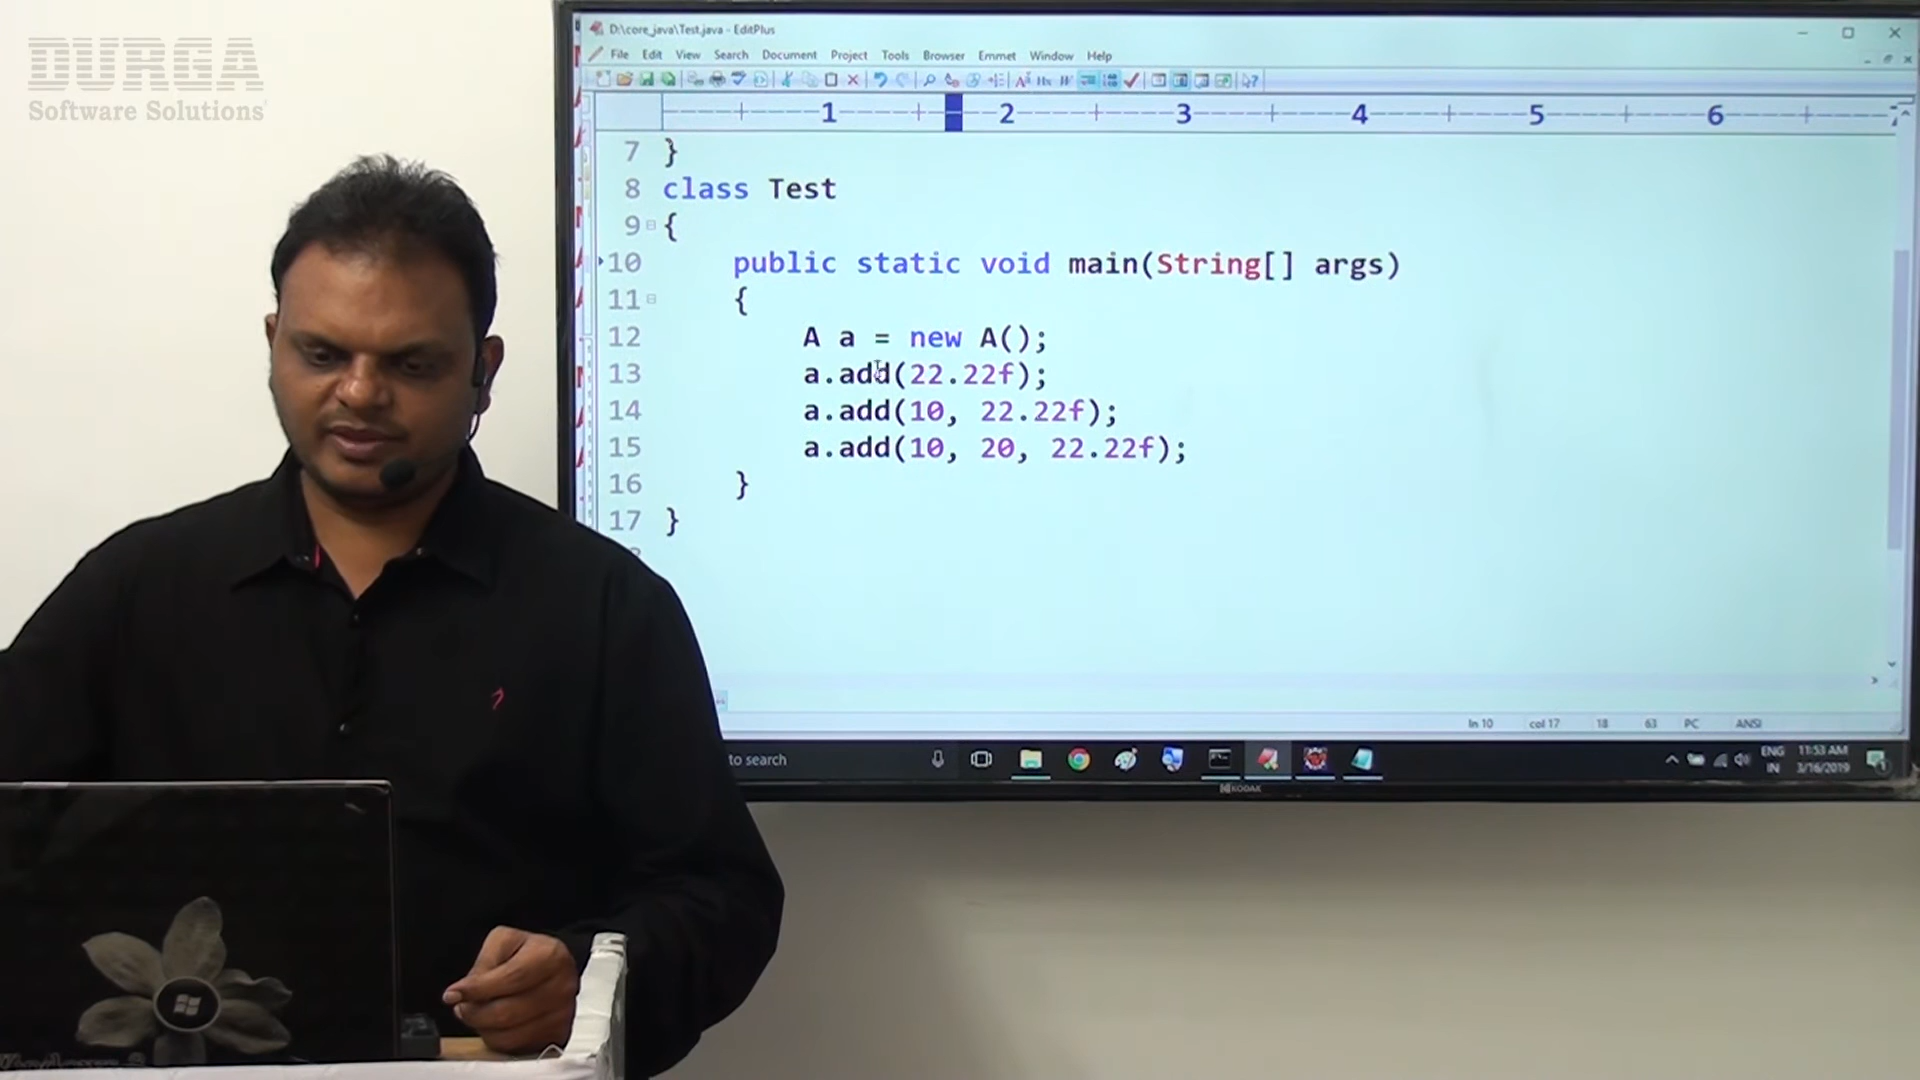 DURGA
Software Solutions
D:\core_java\Test.java - EditPlus
File Edit View Search Document Project Tools Browser Emmet Window Help
1 2 3 4 5 6
7 }
8 class Test
9 {
10 public static void main(String[] args)
11 {
12 A a = new A();
13 a.add(22.22f);
14 a.add(10, 22.22f);
15 a.add(10, 20, 22.22f);
16 }
17 }
ln 10 col 17 18 63 PC ANSI
to search
ENG 11:53 AM
IN 3/16/2019
KODAK